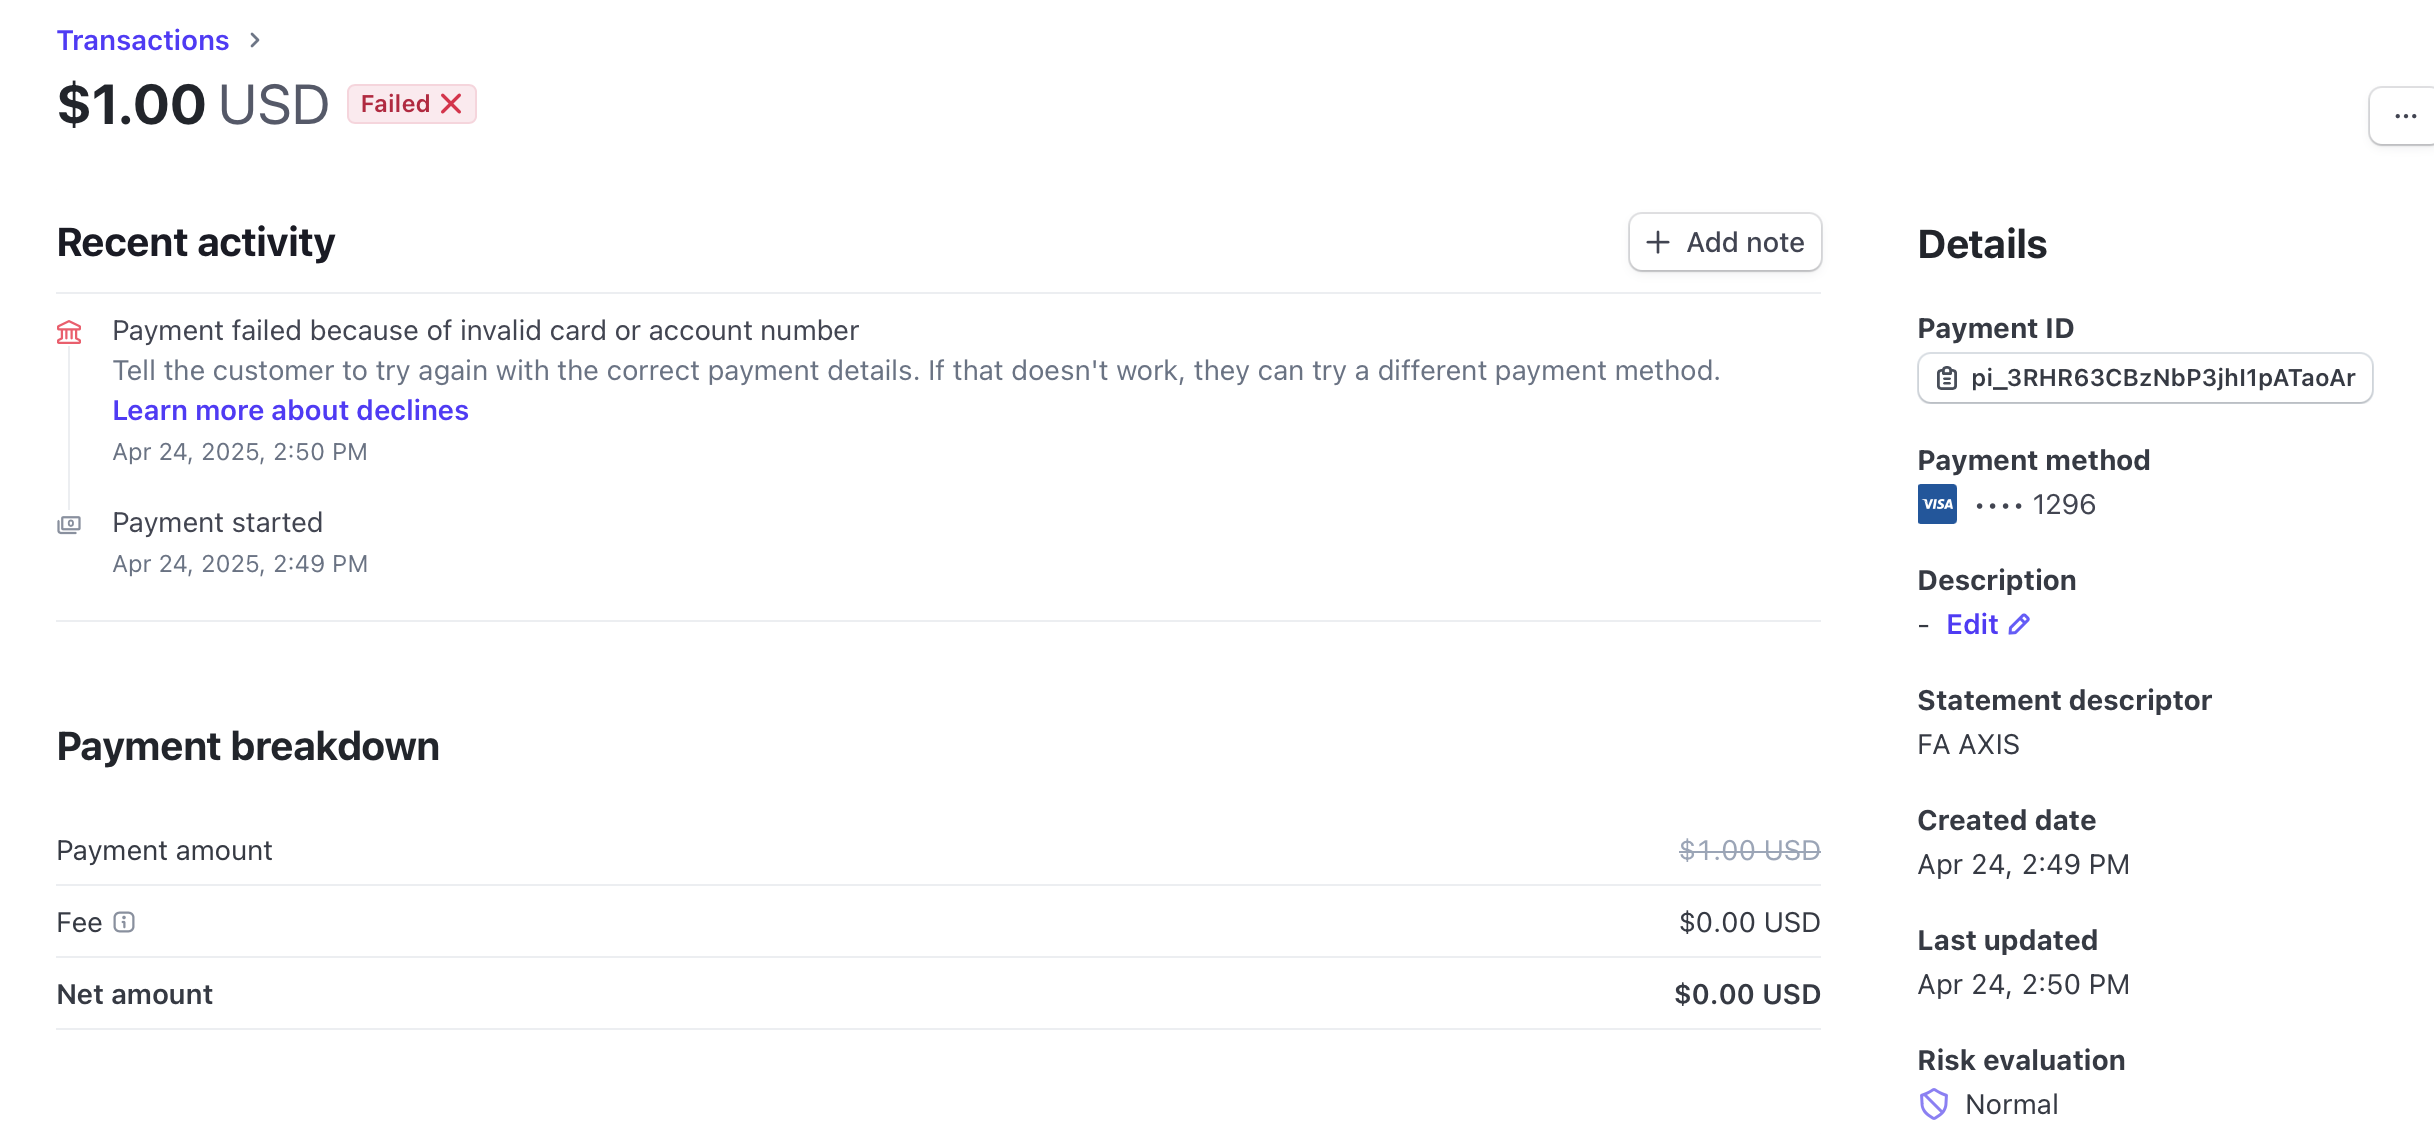 Transactions
$1.00 USD Failed
...
Recent activity
Add note
Payment failed because of invalid card or account number
Tell the customer to try again with the correct payment details. If that doesn't work, they can try a different payment method.
Learn more about declines
Apr 24, 2025, 2:50 PM
Payment started
Apr 24, 2025, 2:49 PM
Payment breakdown
Payment amount $1.00 USD
Fee $0.00 USD
Net amount $0.00 USD
Details
Payment ID
pi_3RHR63CBzNbP3jhI1pATaoAr
Payment method
VISA •••• 1296
Description
- Edit
Statement descriptor
FA AXIS
Created date
Apr 24, 2:49 PM
Last updated
Apr 24, 2:50 PM
Risk evaluation
Normal